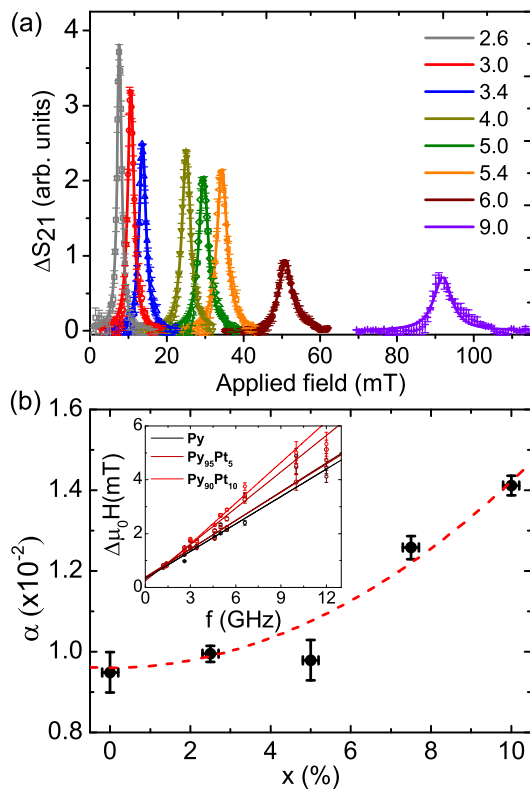 (a)
ΔS21 (arb. units)
4
3
2
1
0
2.6
3.0
3.4
4.0
5.0
5.4
6.0
9.0
0 20 40 60 80 100
Applied field (mT)
(b)
α (x10-2)
1.6
1.4
1.2
1.0
0.8
Δμ0H(mT)
6
4
2
0
Py
Py95Pt5
Py90Pt10
0 3 6 9 12
f (GHz)
0 2 4 6 8 10
x (%)